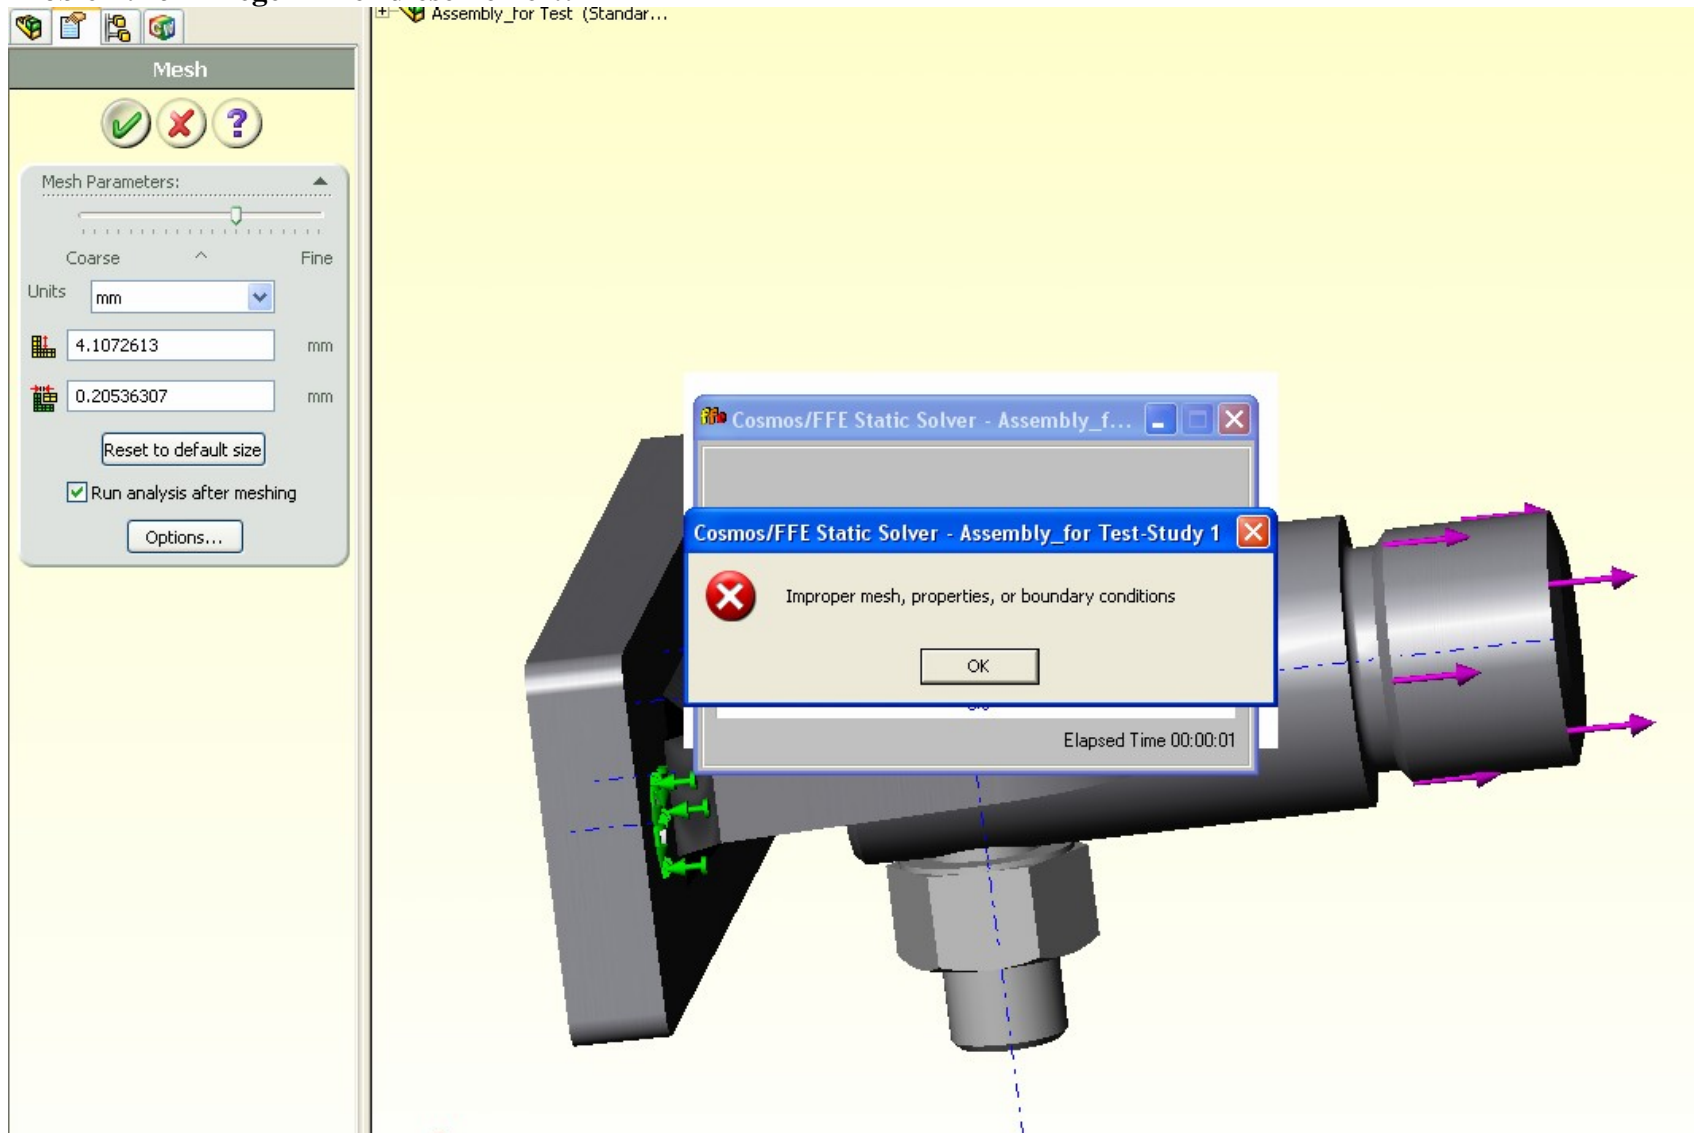 Assembly_for Test (Standar...
Mesh
Mesh Parameters:
Coarse
Fine
Units
mm
4.1072613
mm
0.20536307
mm
Reset to default size
Run analysis after meshing
Options...
Cosmos/FFE Static Solver - Assembly_f...
Cosmos/FFE Static Solver - Assembly_for Test-Study 1
Improper mesh, properties, or boundary conditions
OK
Elapsed Time 00:00:01